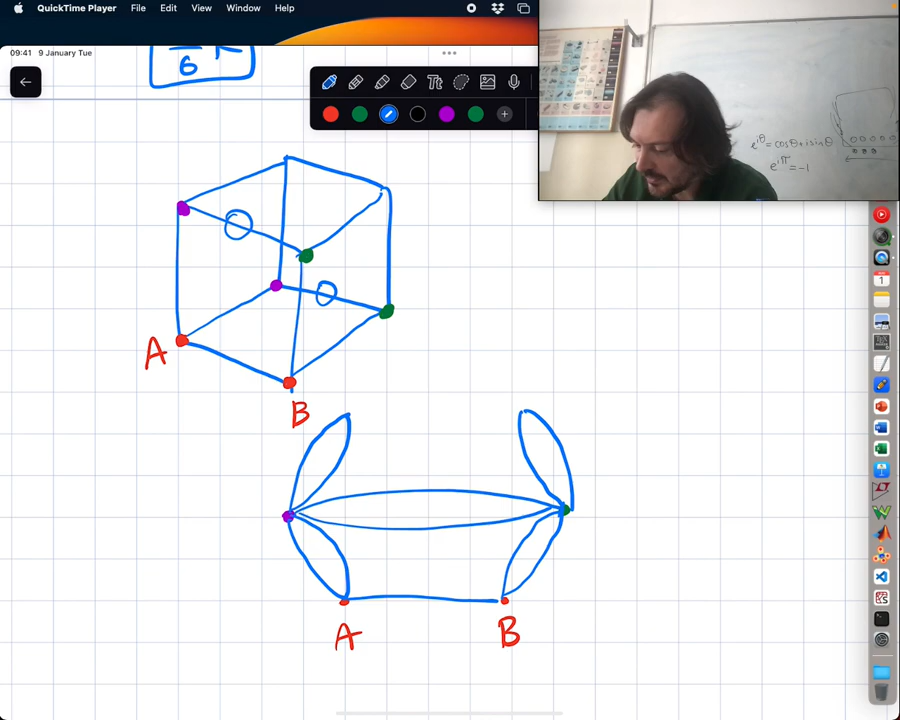 QuickTime Player File Edit View Window Help
09:41 9 January Tue
6
e^{iθ} = cosθ + i sinθ
e^{iπ} = -1
A
B
A
B